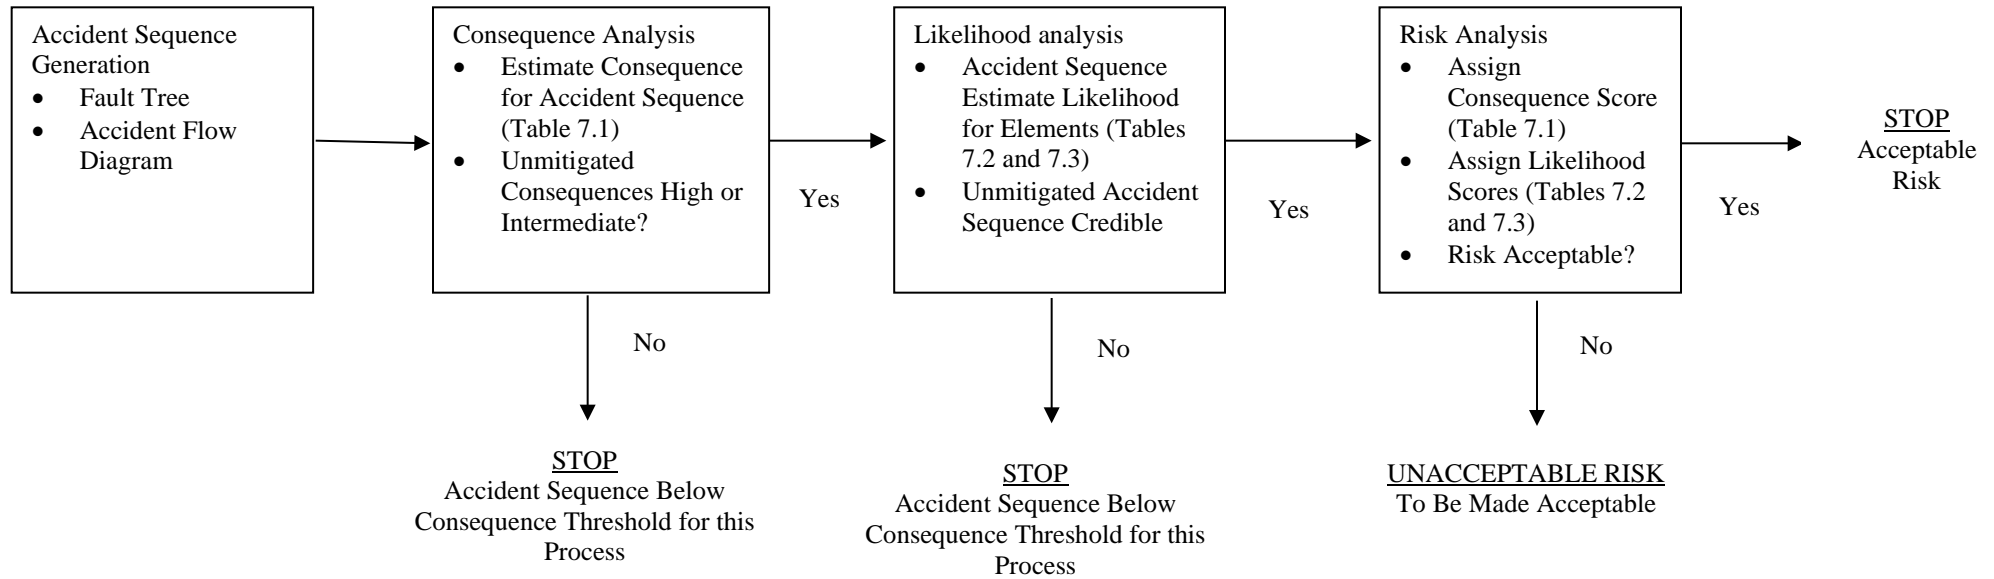 Accident Sequence
Generation
• Fault Tree
• Accident Flow
Diagram
Consequence Analysis
• Estimate Consequence
for Accident Sequence
(Table 7.1)
• Unmitigated
Consequences High or
Intermediate?
Yes
No
STOP
Accident Sequence Below
Consequence Threshold for this
Process
Likelihood analysis
• Accident Sequence
Estimate Likelihood
for Elements (Tables
7.2 and 7.3)
• Unmitigated Accident
Sequence Credible
Yes
No
STOP
Accident Sequence Below
Consequence Threshold for this
Process
Risk Analysis
• Assign
Consequence Score
(Table 7.1)
• Assign Likelihood
Scores (Tables 7.2
and 7.3)
• Risk Acceptable?
Yes
No
UNACCEPTABLE RISK
To Be Made Acceptable
STOP
Acceptable
Risk